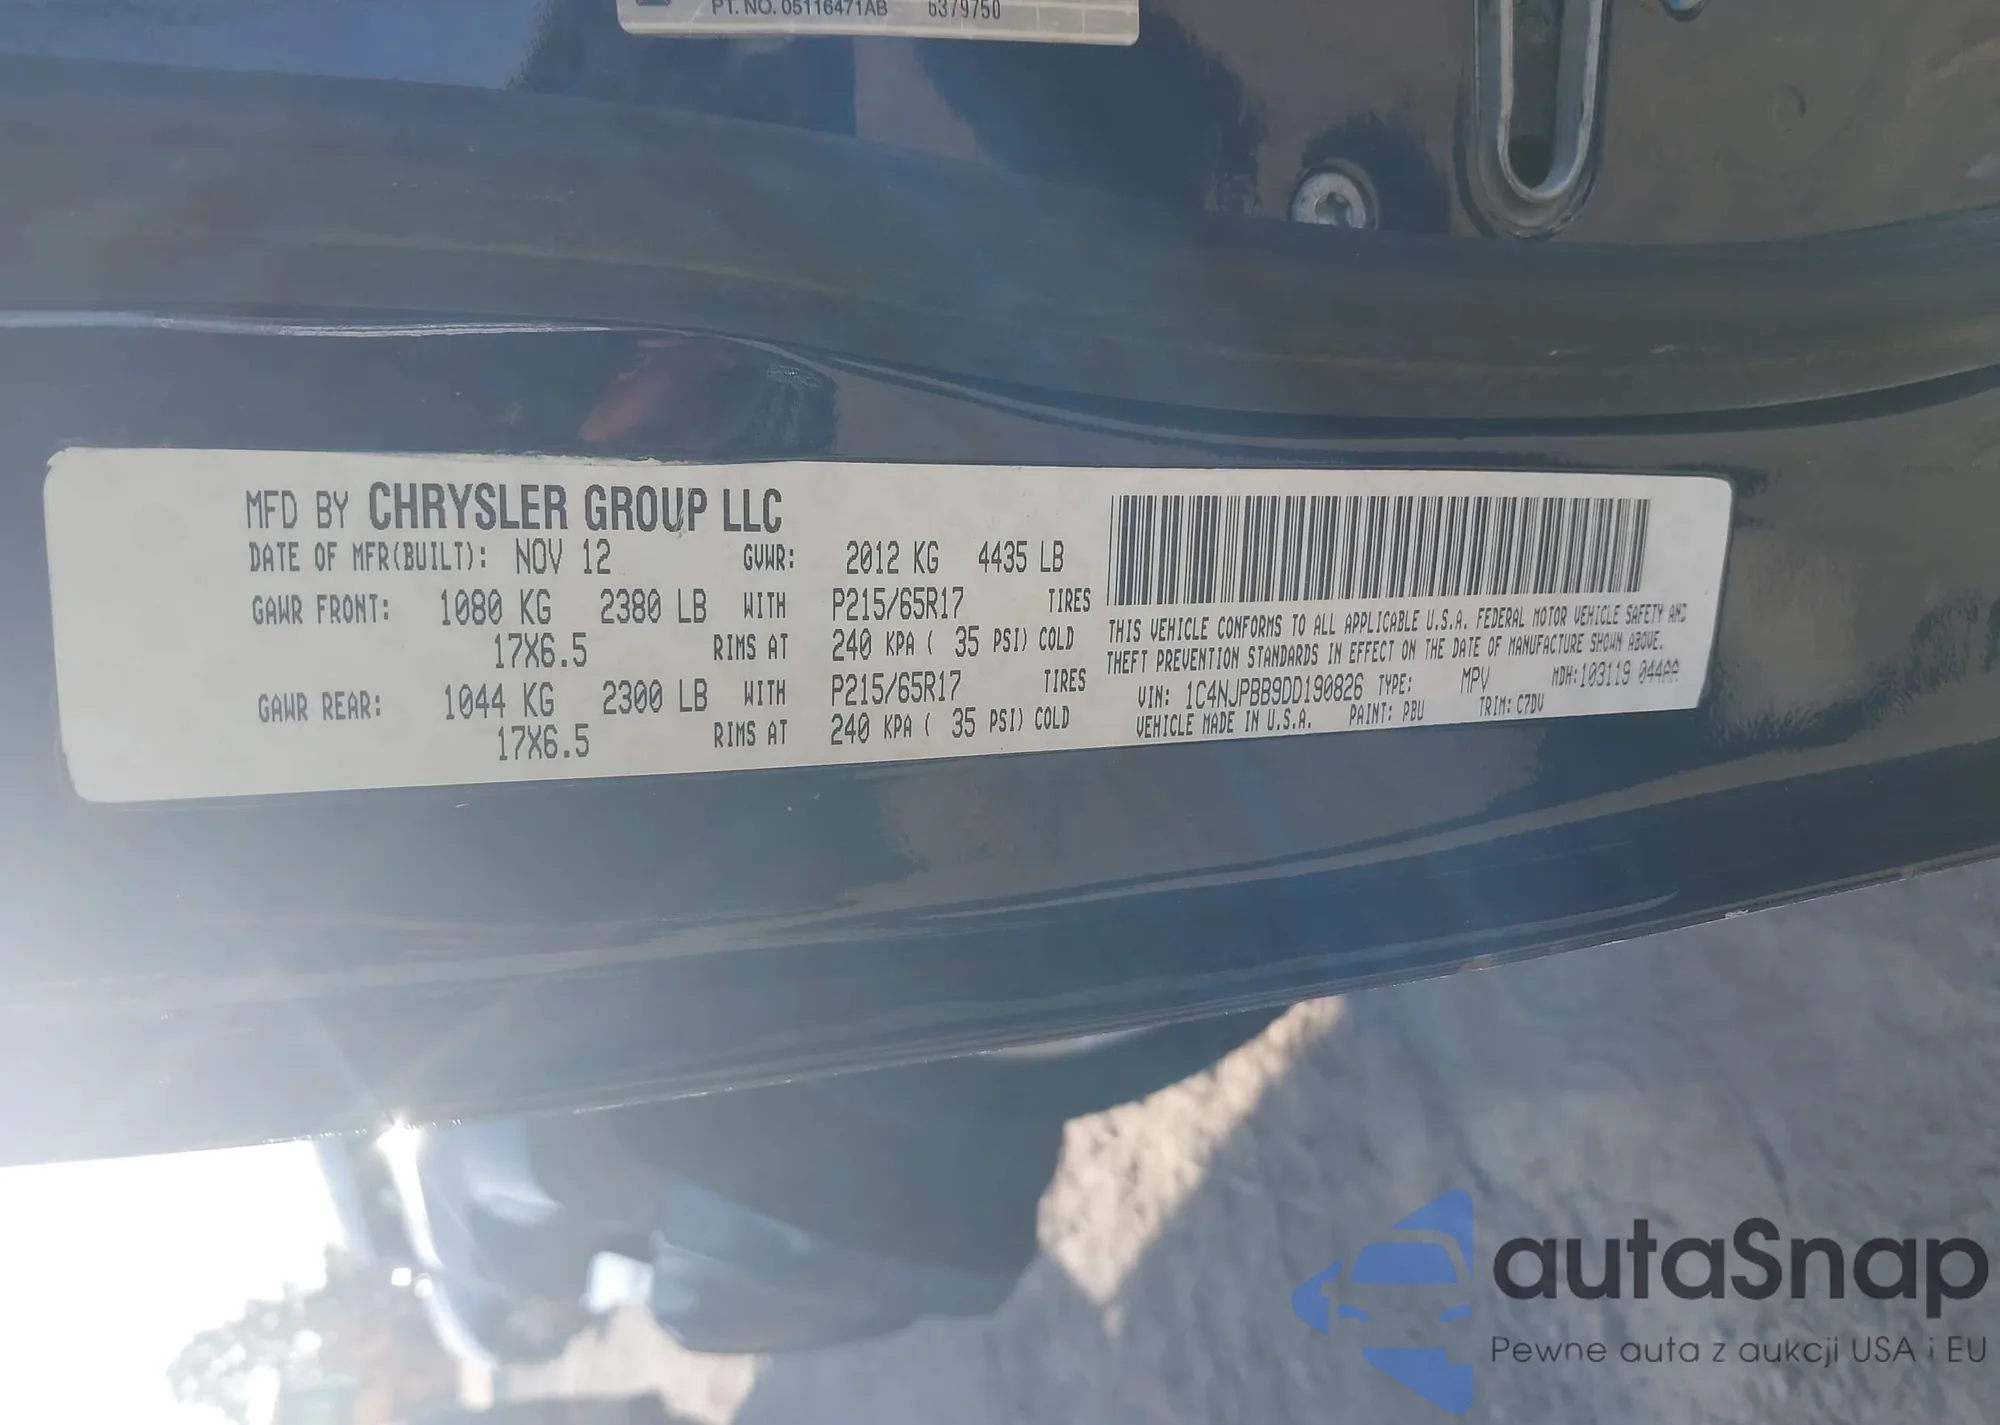 PT. NO. 05116471AB 6379750
MFD BY CHRYSLER GROUP LLC
DATE OF MFR(BUILT): NOV 12 GVWR: 2012 KG 4435 LB
GAWR FRONT: 1080 KG 2380 LB WITH P215/65R17 TIRES
17X6.5 RIMS AT 240 KPA ( 35 PSI) COLD
GAWR REAR: 1044 KG 2300 LB WITH P215/65R17 TIRES
17X6.5 RIMS AT 240 KPA ( 35 PSI) COLD
THIS VEHICLE CONFORMS TO ALL APPLICABLE U.S.A. FEDERAL MOTOR VEHICLE SAFETY AND
THEFT PREVENTION STANDARDS IN EFFECT ON THE DATE OF MANUFACTURE SHOWN ABOVE.
VIN: 1C4NJPBB9DD190826 TYPE: MPV MDH: 103119 044AA
VEHICLE MADE IN U.S.A. PAINT: PBU TRIM: C7DV
autaSnap
Pewne auta z aukcji USA i EU